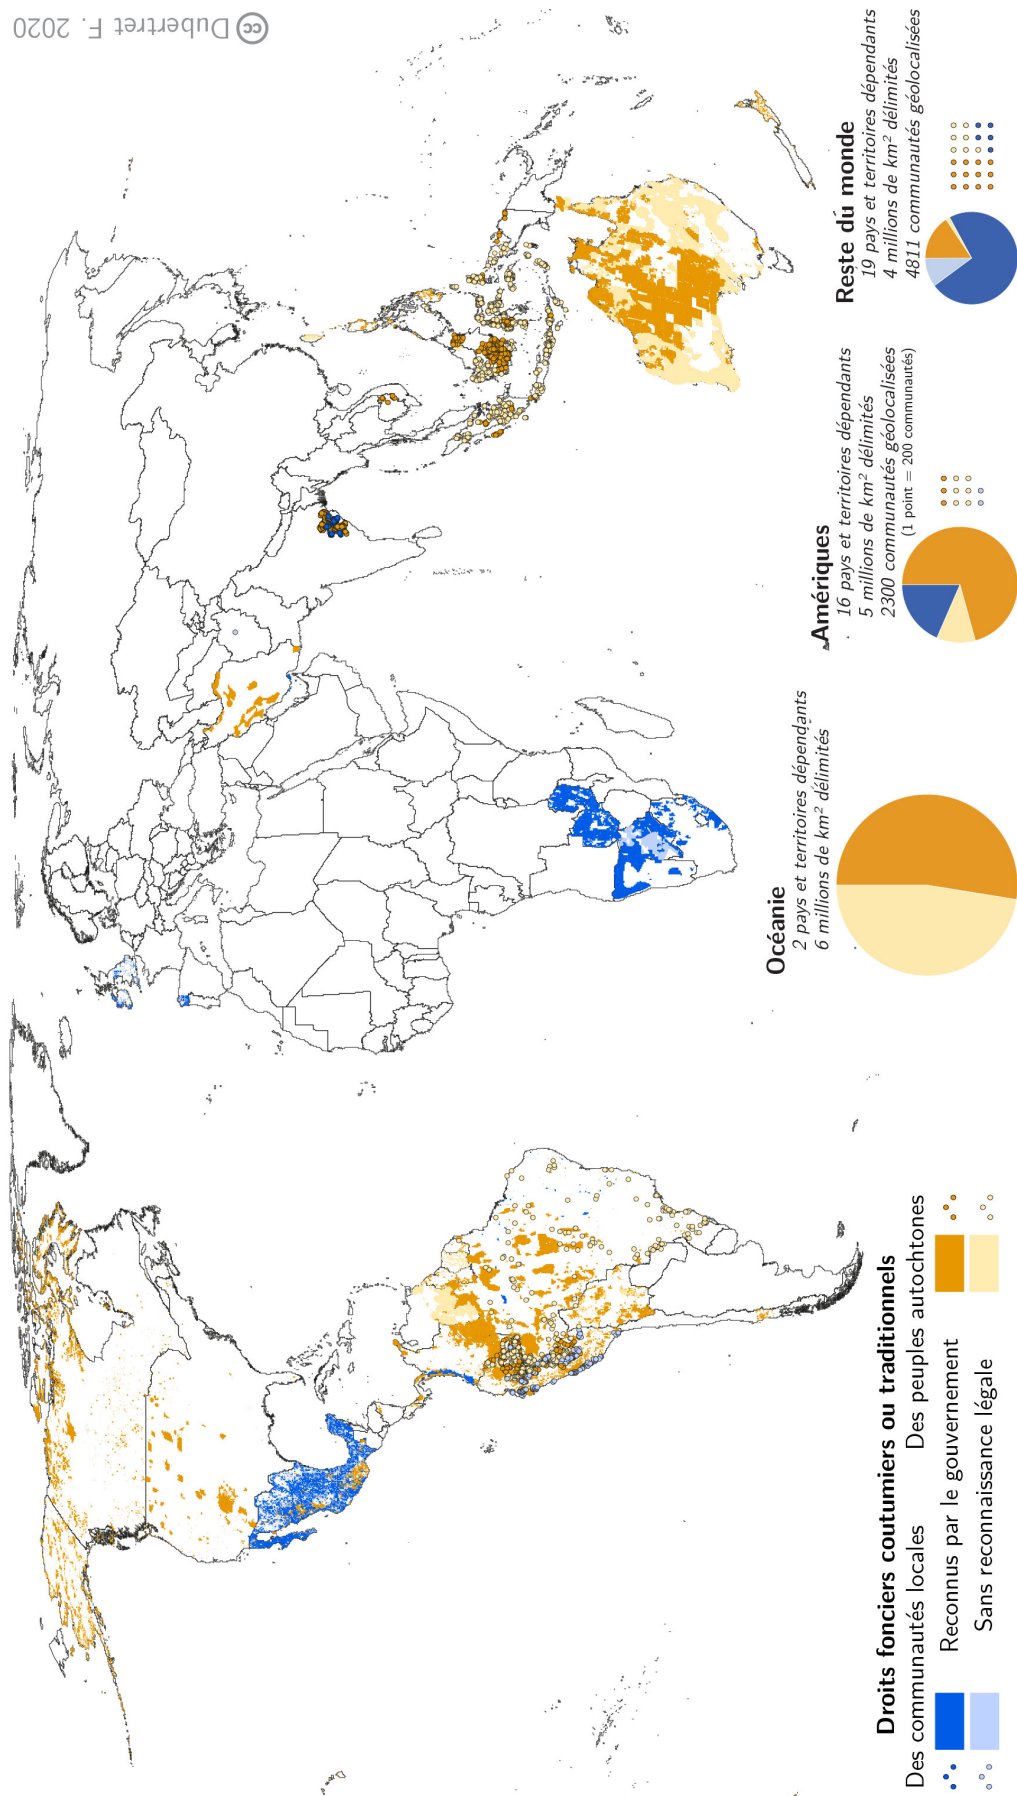 Dubertret F. 2020
Droits fonciers coutumiers ou traditionnels
Des communautés locales
Des peuples autochtones
Reconnus par le gouvernement
Sans reconnaissance légale
Océanie
2 pays et territoires dépendants
6 millions de km² délimités
Amériques
16 pays et territoires dépendants
5 millions de km² délimités
2300 communautés géolocalisées
(1 point = 200 communautés)
Reste du monde
19 pays et territoires dépendants
4 millions de km² délimités
4811 communautés géolocalisées